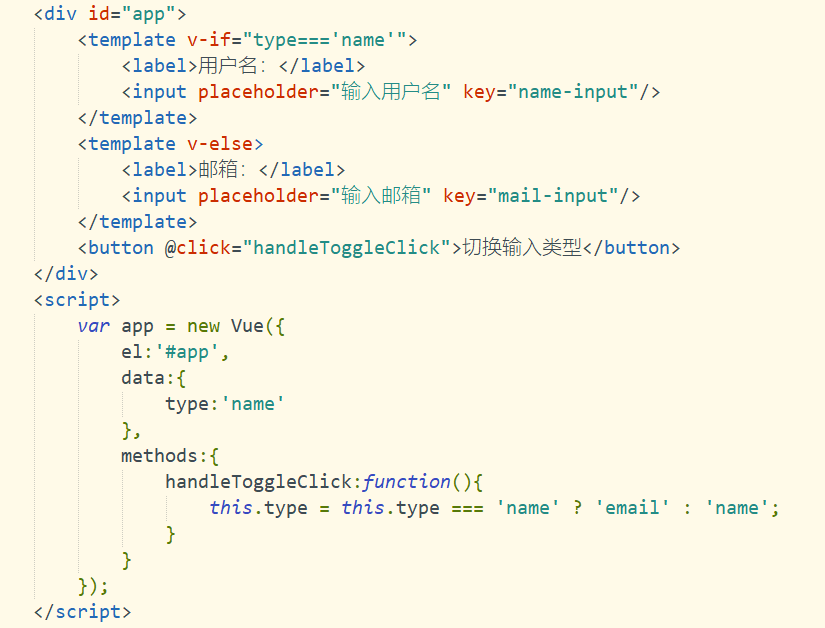 <div id="app">
    <template v-if="type==='name'">
        <label>用户名：</label>
        <input placeholder="输入用户名" key="name-input"/>
    </template>
    <template v-else>
        <label>邮箱：</label>
        <input placeholder="输入邮箱" key="mail-input"/>
    </template>
    <button @click="handleToggleClick">切换输入类型</button>
</div>
<script>
    var app = new Vue({
        el:'#app',
        data:{
            type:'name'
        },
        methods:{
            handleToggleClick:function(){
                this.type = this.type === 'name' ? 'email' : 'name';
            }
        }
    });
</script>